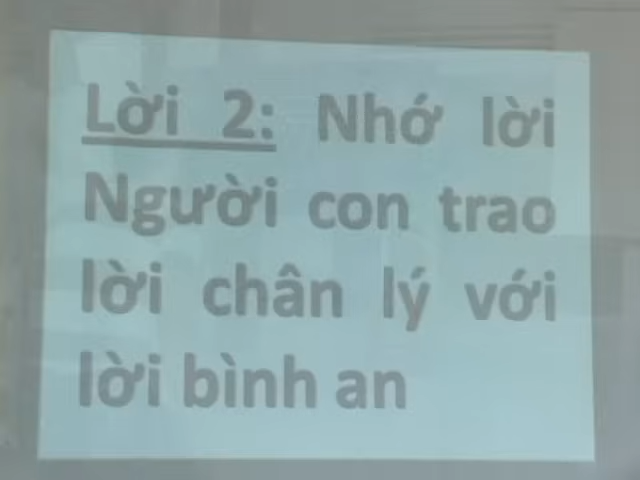 Lời 2: Nhớ lời
Người con trao
lời chân lý với
lời bình an